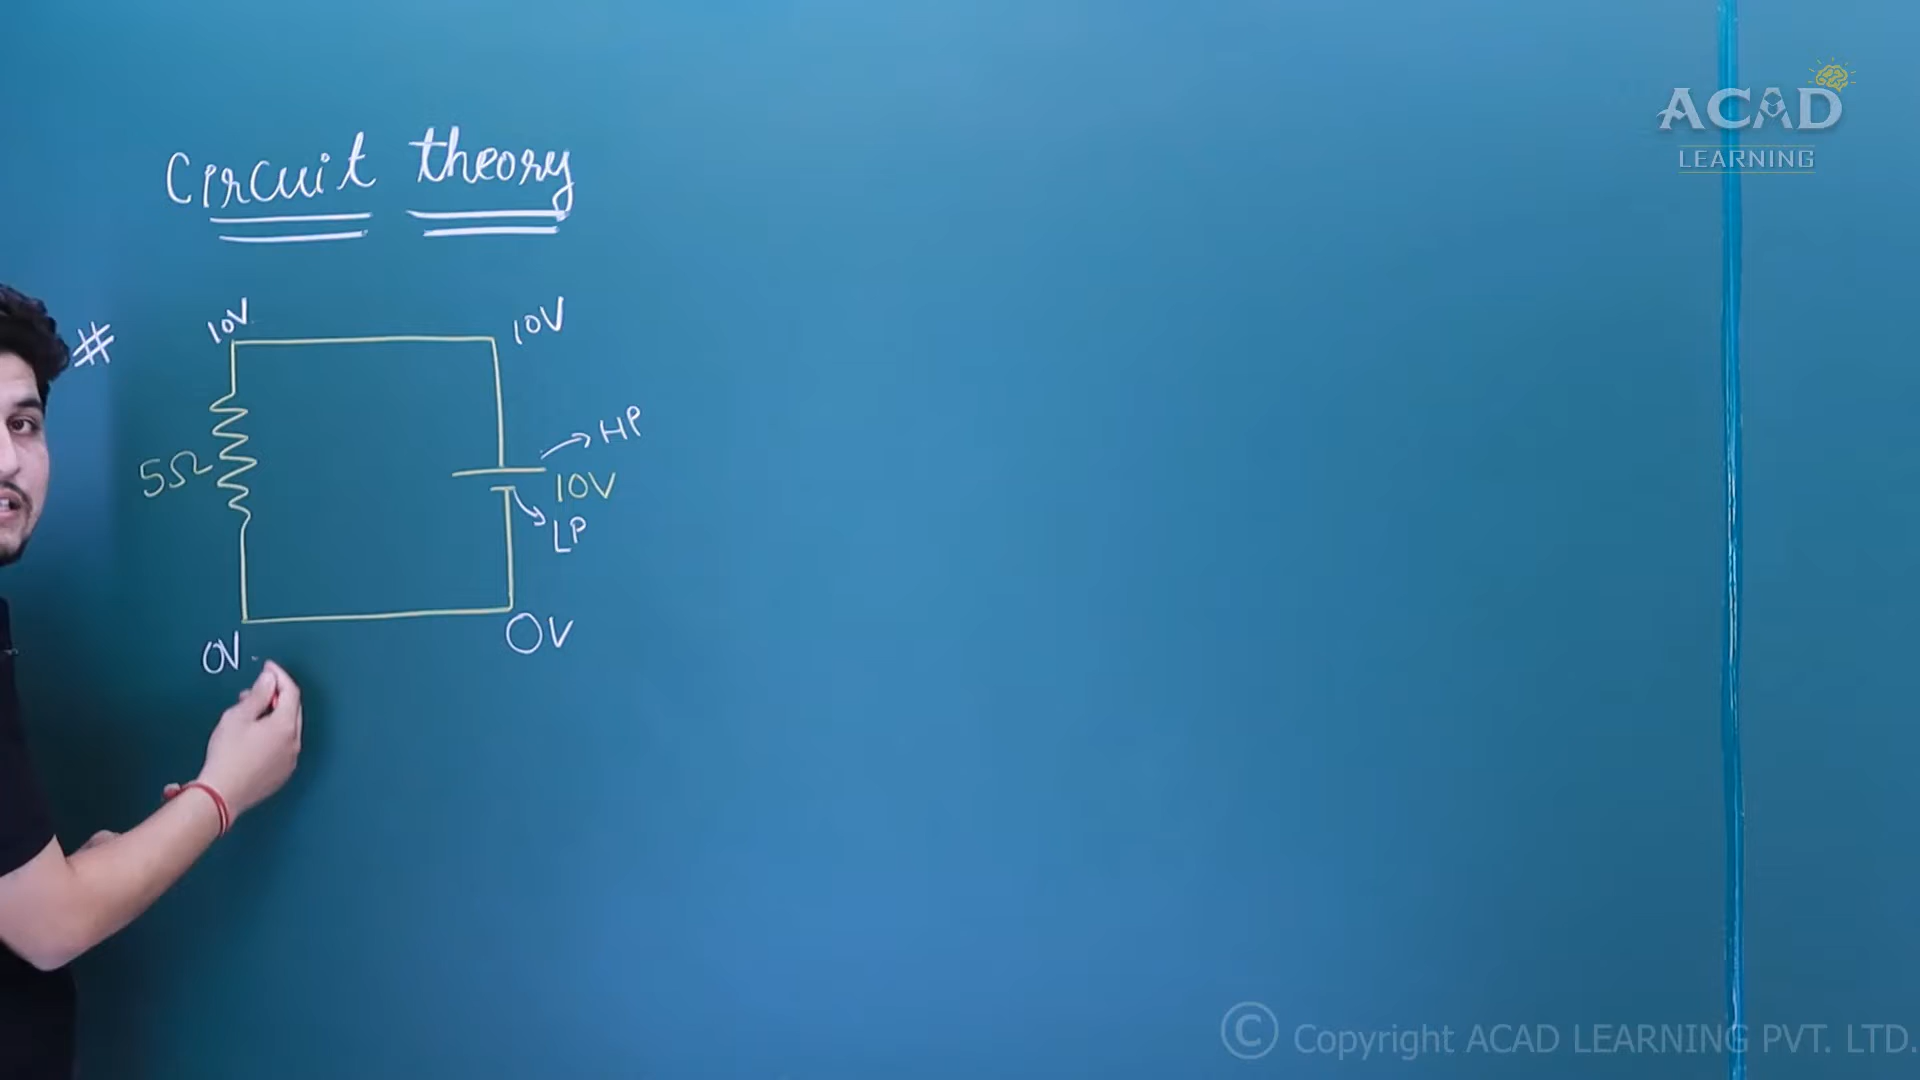 ACAD
LEARNING
Circuit theory
#
10V
10V
HP
5Ω
10V
LP
0V
0V
© Copyright ACAD LEARNING PVT. LTD.